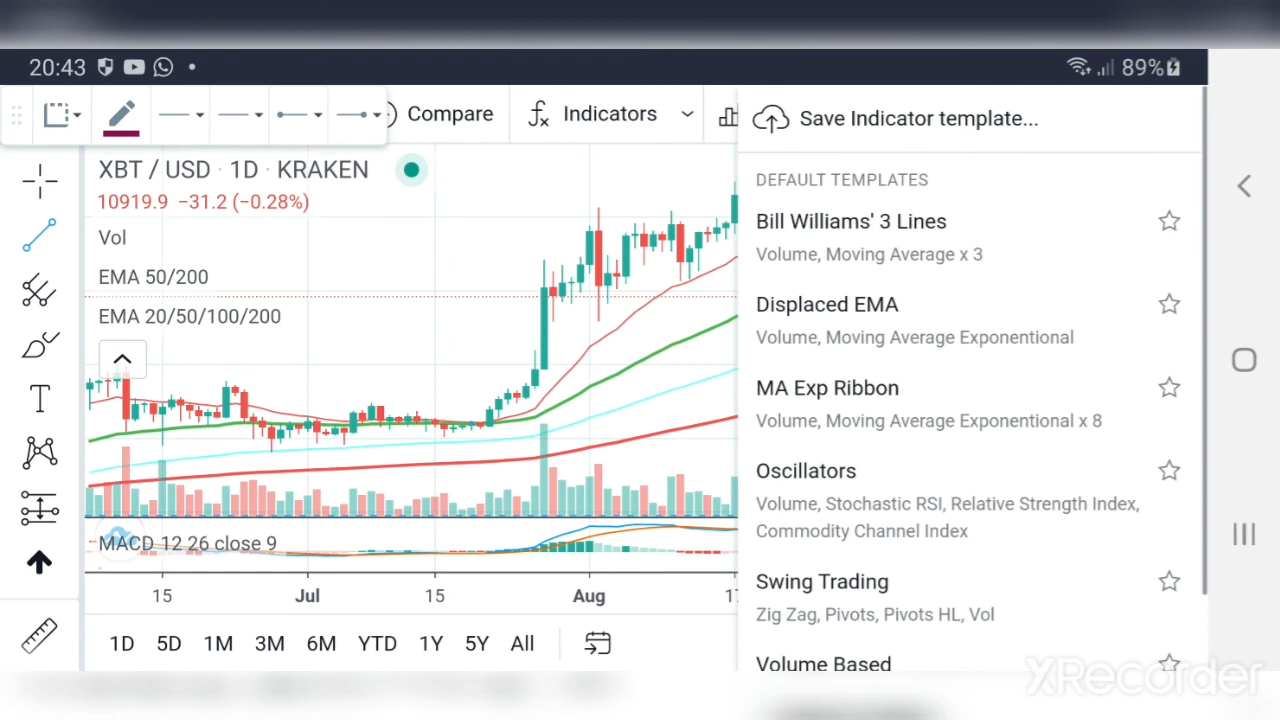 20:43
89%
Compare
Indicators
Save Indicator template...
XBT / USD · 1D · KRAKEN
10919.9 −31.2 (−0.28%)
Vol
EMA 50/200
EMA 20/50/100/200
MACD 12 26 close 9
15
Jul
15
Aug
1D
5D
1M
3M
6M
YTD
1Y
5Y
All
DEFAULT TEMPLATES
Bill Williams' 3 Lines
Volume, Moving Average x 3
Displaced EMA
Volume, Moving Average Exponential
MA Exp Ribbon
Volume, Moving Average Exponential x 8
Oscillators
Volume, Stochastic RSI, Relative Strength Index,
Commodity Channel Index
Swing Trading
Zig Zag, Pivots, Pivots HL, Vol
Volume Based
XRecorder